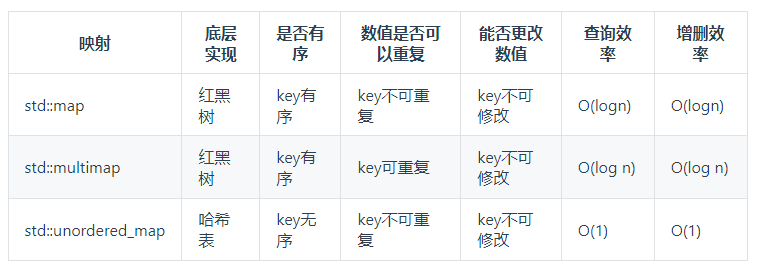 映射 底层实现 是否有序 数值是否可以重复 能否更改数值 查询效率 增删效率
std::map 红黑树 key有序 key不可重复 key不可修改 O(logn) O(logn)
std::multimap 红黑树 key有序 key可重复 key不可修改 O(log n) O(log n)
std::unordered_map 哈希表 key无序 key不可重复 key不可修改 O(1) O(1)